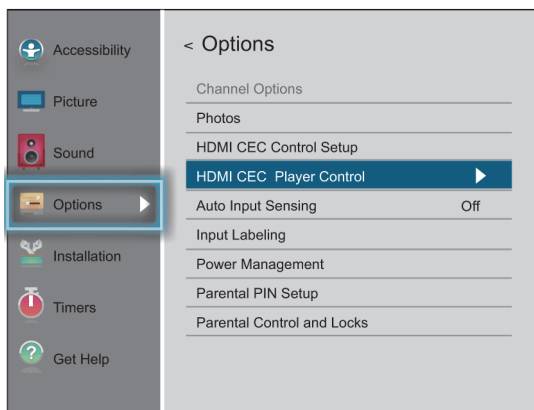 Accessibility
Picture
Sound
Options
Installation
Timers
Get Help
< Options
Channel Options
Photos
HDMI CEC Control Setup
HDMI CEC Player Control
Auto Input Sensing Off
Input Labeling
Power Management
Parental PIN Setup
Parental Control and Locks